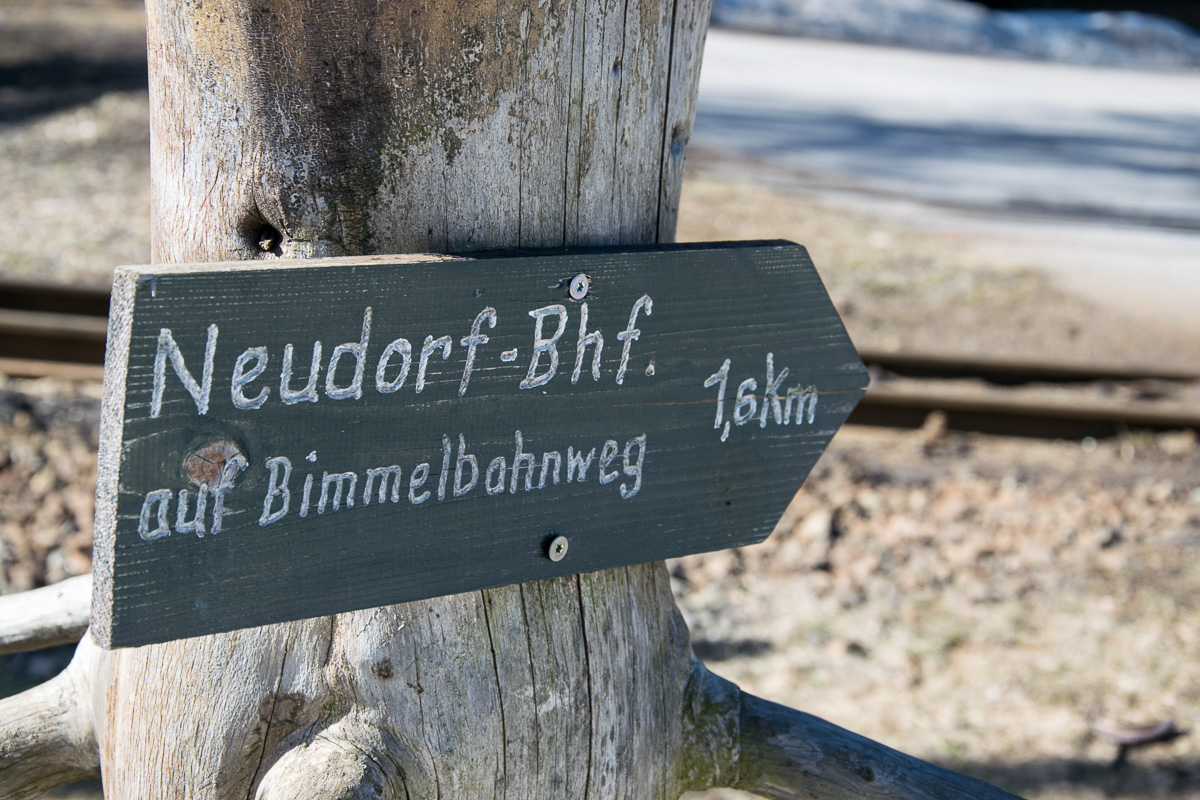 Neudorf-Bhf.
1,6km
auf Bimmelbahnweg